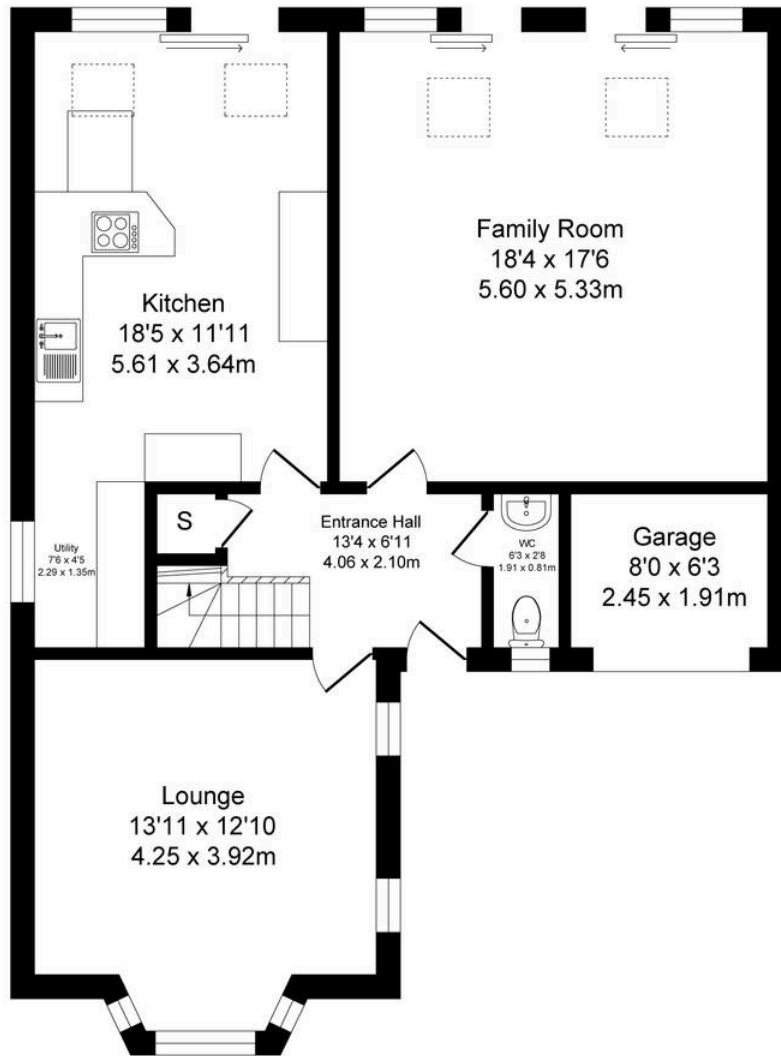 Family Room
18'4 x 17'6
5.60 x 5.33m
Kitchen
18'5 x 11'11
5.61 x 3.64m
S
Entrance Hall
13'4 x 6'11
4.06 x 2.10m
WC
6'3 x 2'8
1.91 x 0.81m
Garage
8'0 x 6'3
2.45 x 1.91m
Utility
7'6 x 4'5
2.29 x 1.35m
Lounge
13'11 x 12'10
4.25 x 3.92m